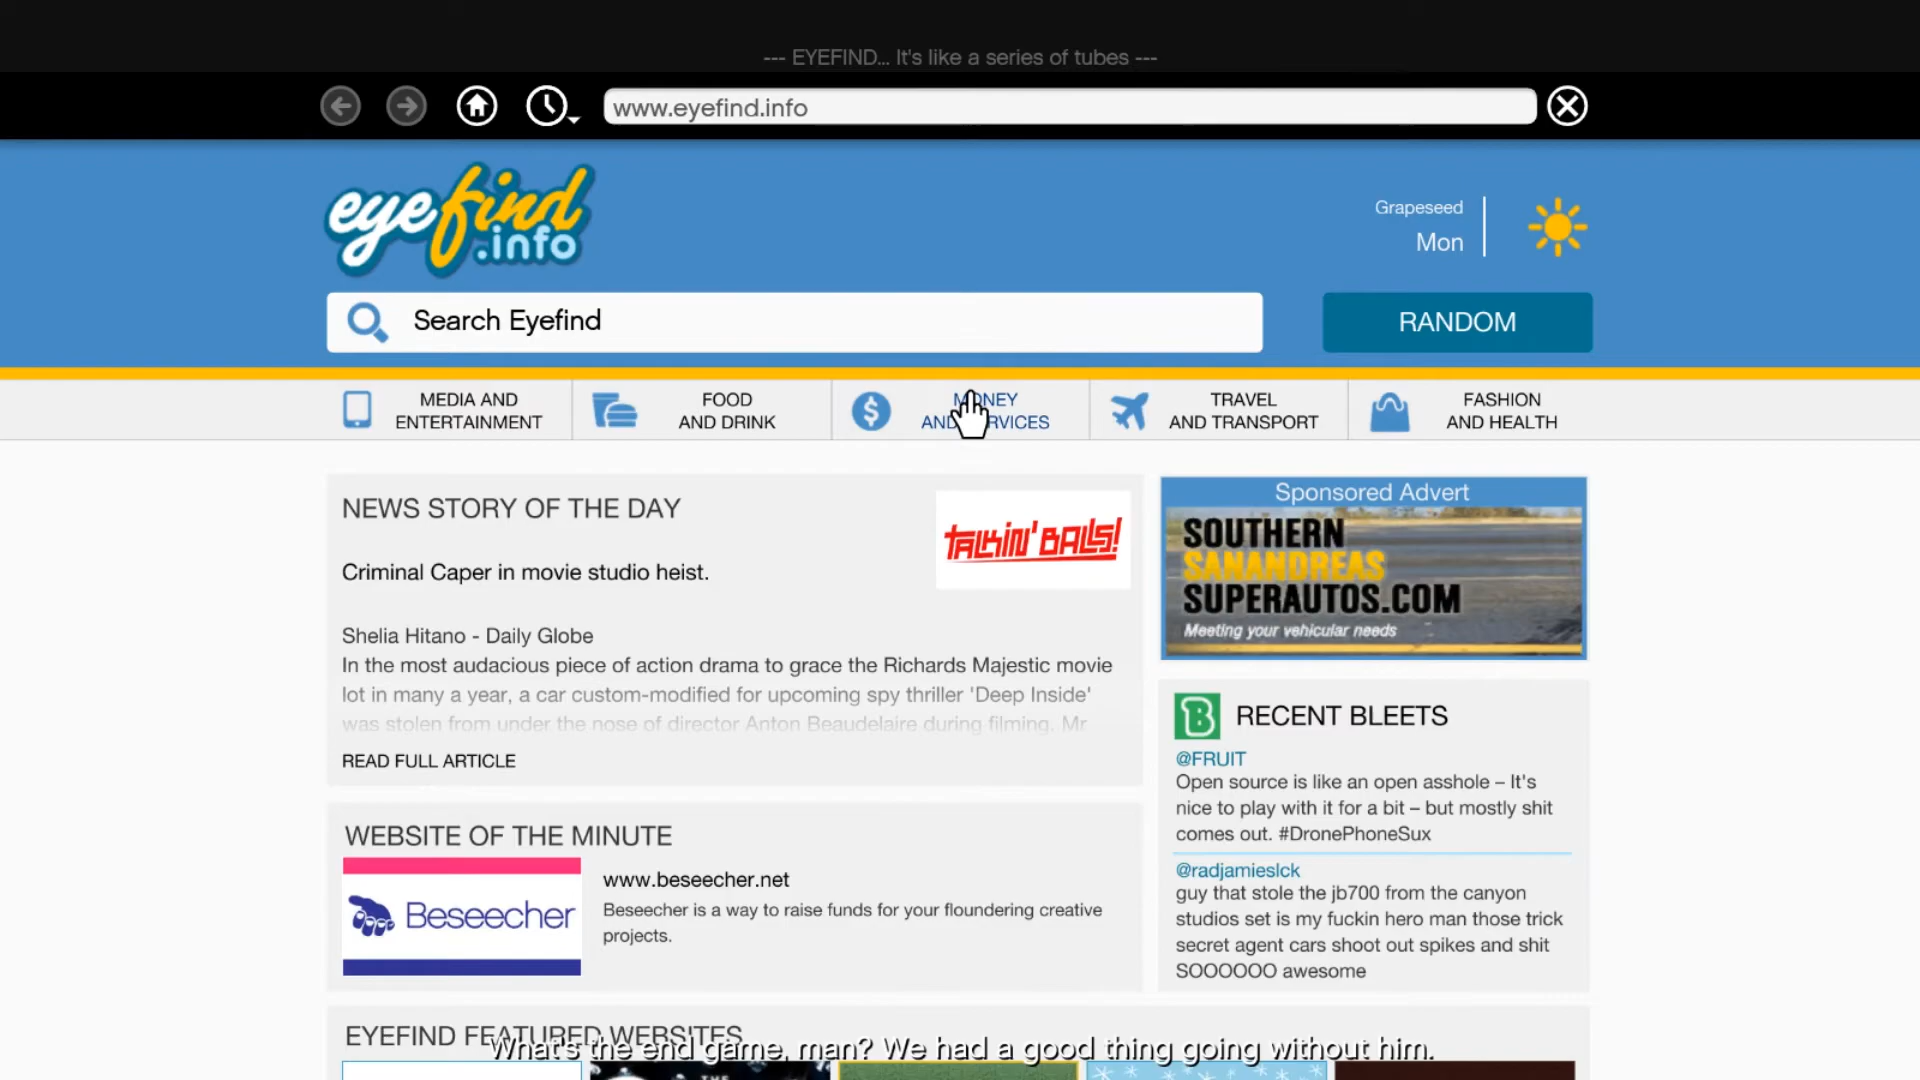 --- EYEFIND... It's like a series of tubes ---
www.eyefind.info
eyefind
.info
Grapeseed
Mon
Search Eyefind
RANDOM
MEDIA AND
ENTERTAINMENT
FOOD
AND DRINK
MONEY
AND SERVICES
TRAVEL
AND TRANSPORT
FASHION
AND HEALTH
NEWS STORY OF THE DAY
TALKIN' BALLS!
Criminal Caper in movie studio heist.
Shelia Hitano - Daily Globe
In the most audacious piece of action drama to grace the Richards Majestic movie
lot in many a year, a car custom-modified for upcoming spy thriller 'Deep Inside'
was stolen from under the nose of director Anton Beaudelaire during filming. Mr
READ FULL ARTICLE
WEBSITE OF THE MINUTE
Beseecher
www.beseecher.net
Beseecher is a way to raise funds for your floundering creative
projects.
Sponsored Advert
SOUTHERN
SANANDREAS
SUPERAUTOS.COM
Meeting your vehicular needs
B
RECENT BLEETS
@FRUIT
Open source is like an open asshole – It's
nice to play with it for a bit – but mostly shit
comes out. #DronePhoneSux
@radjamieslck
guy that stole the jb700 from the canyon
studios set is my fuckin hero man those trick
secret agent cars shoot out spikes and shit
SOOOOOO awesome
EYEFIND FEATURED WEBSITES
What's the end game, man? We had a good thing going without him.
THE